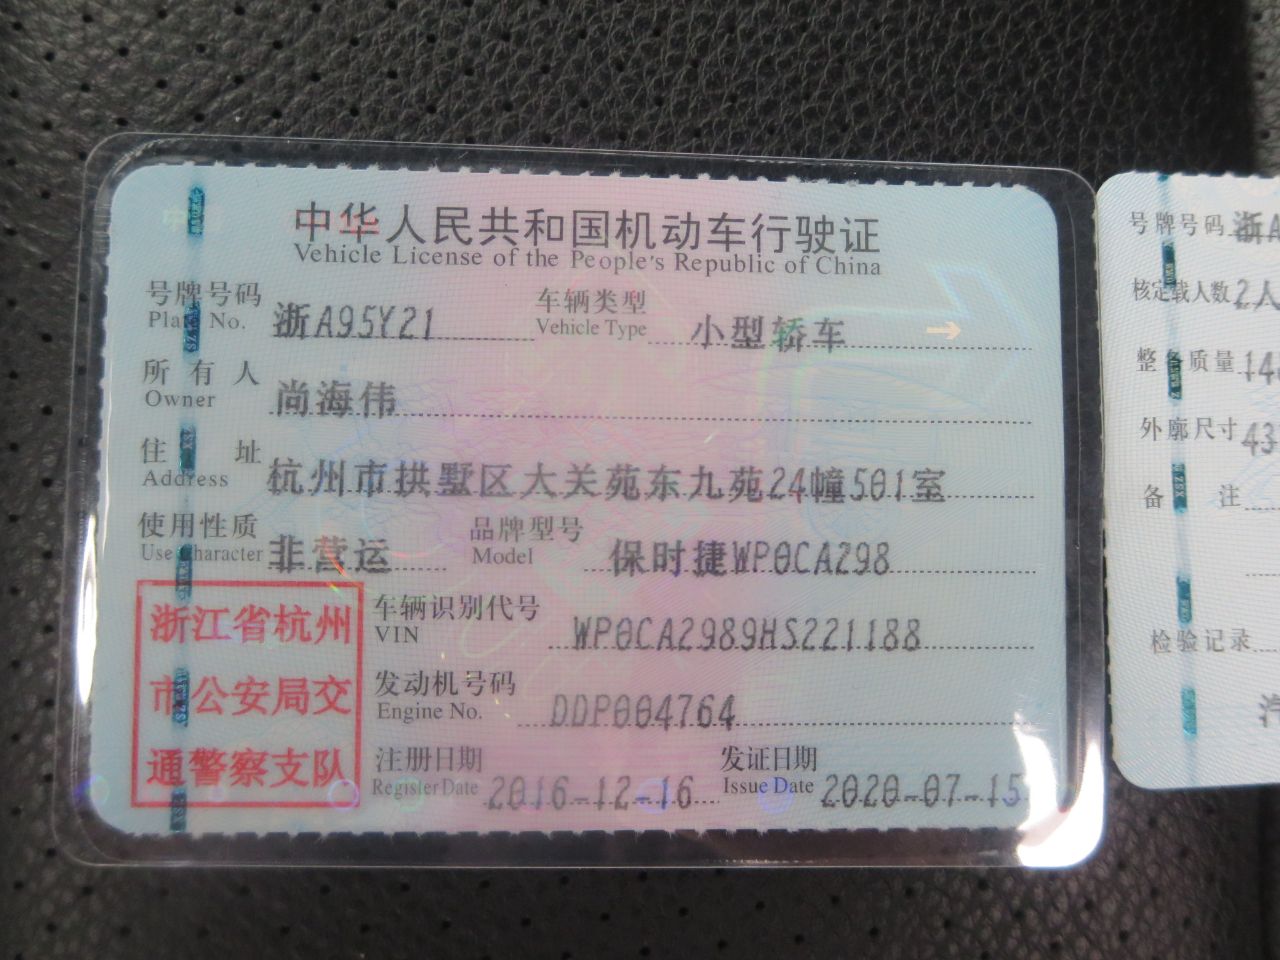 中华人民共和国机动车行驶证
Vehicle License of the People's Republic of China
号牌号码 浙A95Y21 车辆类型 小型轿车
Plate No. Vehicle Type
所有人 尚海伟
Owner
住址 杭州市拱墅区大关苑东九苑24幢501室
Address
使用性质 非营运 品牌型号 保时捷WP0CA298
Use Character Model
车辆识别代号 WP0CA2989HS221188
VIN
发动机号码 DDP004764
Engine No.
注册日期 2016-12-16 发证日期 2020-07-15
Register Date Issue Date
浙江省杭州
市公安局交
通警察支队
号牌号码 浙A
核定载人数 2人
整备质量 14
外廓尺寸 43
备注
检验记录